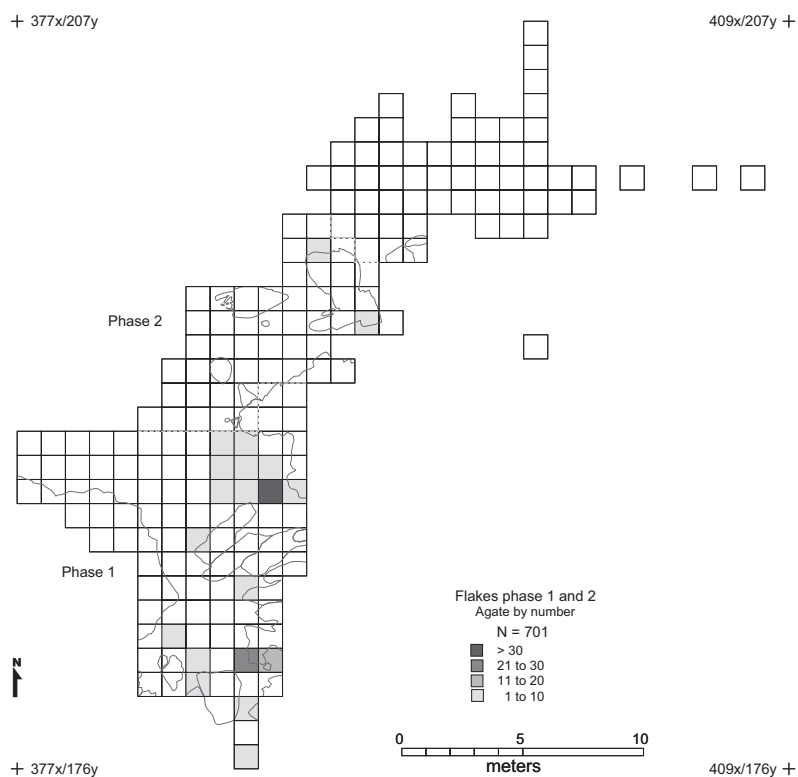 + 377x/207y
409x/207y +
Phase 2
Phase 1
Flakes phase 1 and 2
Agate by number
N = 701
> 30
21 to 30
11 to 20
1 to 10
N
0 5 10
meters
+ 377x/176y
409x/176y +